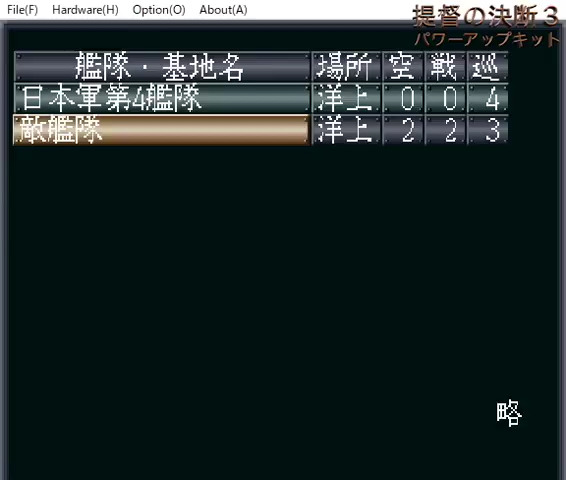 File(F) Hardware(H) Option(O) About(A)
提督の決断3
パワーアップキット
艦隊・基地名 場所 空 戦 巡
日本軍第4艦隊 洋上 0 0 4
敵艦隊 洋上 2 2 3
略